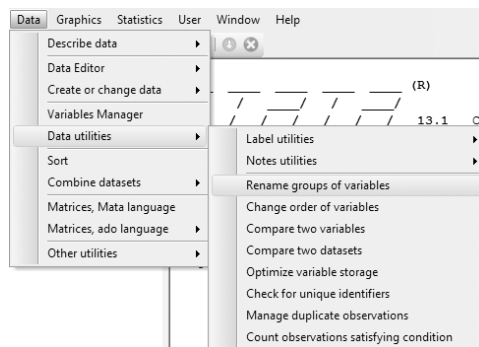 Data Graphics Statistics User Window Help
Describe data
Data Editor
Create or change data
Variables Manager
Data utilities
Sort
Combine datasets
Matrices, Mata language
Matrices, ado language
Other utilities
(R)
13.1 C
Label utilities
Notes utilities
Rename groups of variables
Change order of variables
Compare two variables
Compare two datasets
Optimize variable storage
Check for unique identifiers
Manage duplicate observations
Count observations satisfying condition